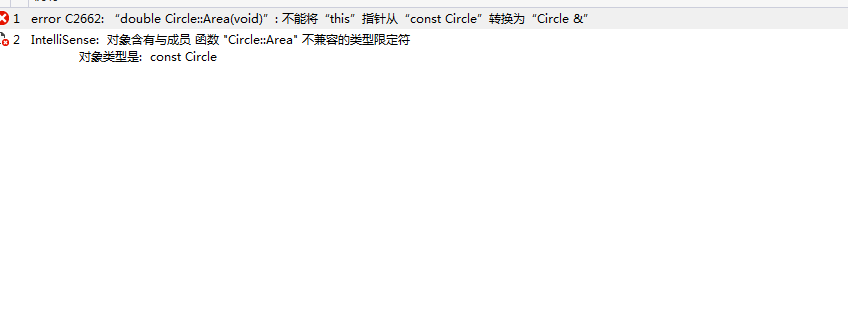 1 error C2662: “double Circle::Area(void)”: 不能将“this”指针从“const Circle”转换为“Circle &”
2 IntelliSense: 对象含有与成员 函数 "Circle::Area" 不兼容的类型限定符
对象类型是: const Circle